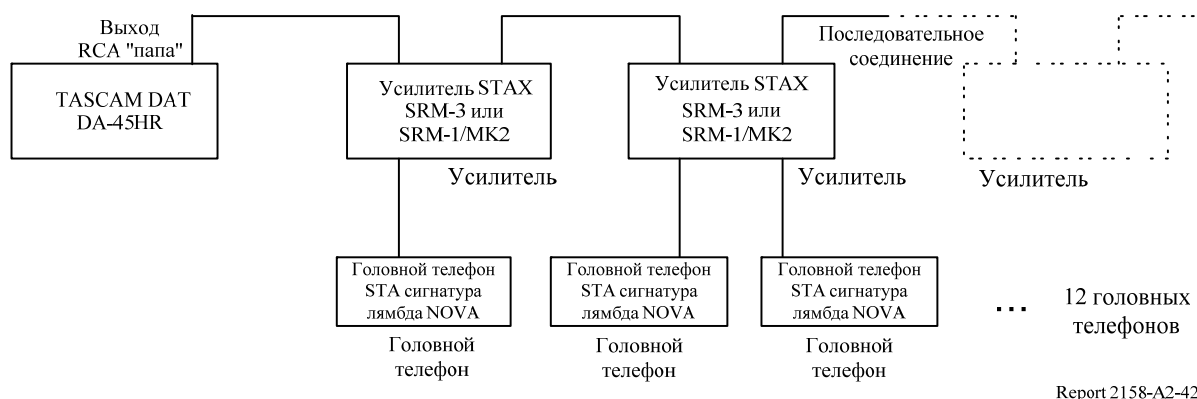 Выход
RCA "папа"
TASCAM DAT
DA-45HR
Усилитель STAX
SRM-3 или
SRM-1/MK2
Усилитель
Усилитель STAX
SRM-3 или
SRM-1/MK2
Усилитель
Последовательное
соединение
Усилитель
Головной телефон
STA сигнатура
лямбда NOVA
Головной
телефон
Головной телефон
STA сигнатура
лямбда NOVA
Головной
телефон
Головной телефон
STA сигнатура
лямбда NOVA
Головной
телефон
...
12 головных
телефонов
Report 2158-A2-42